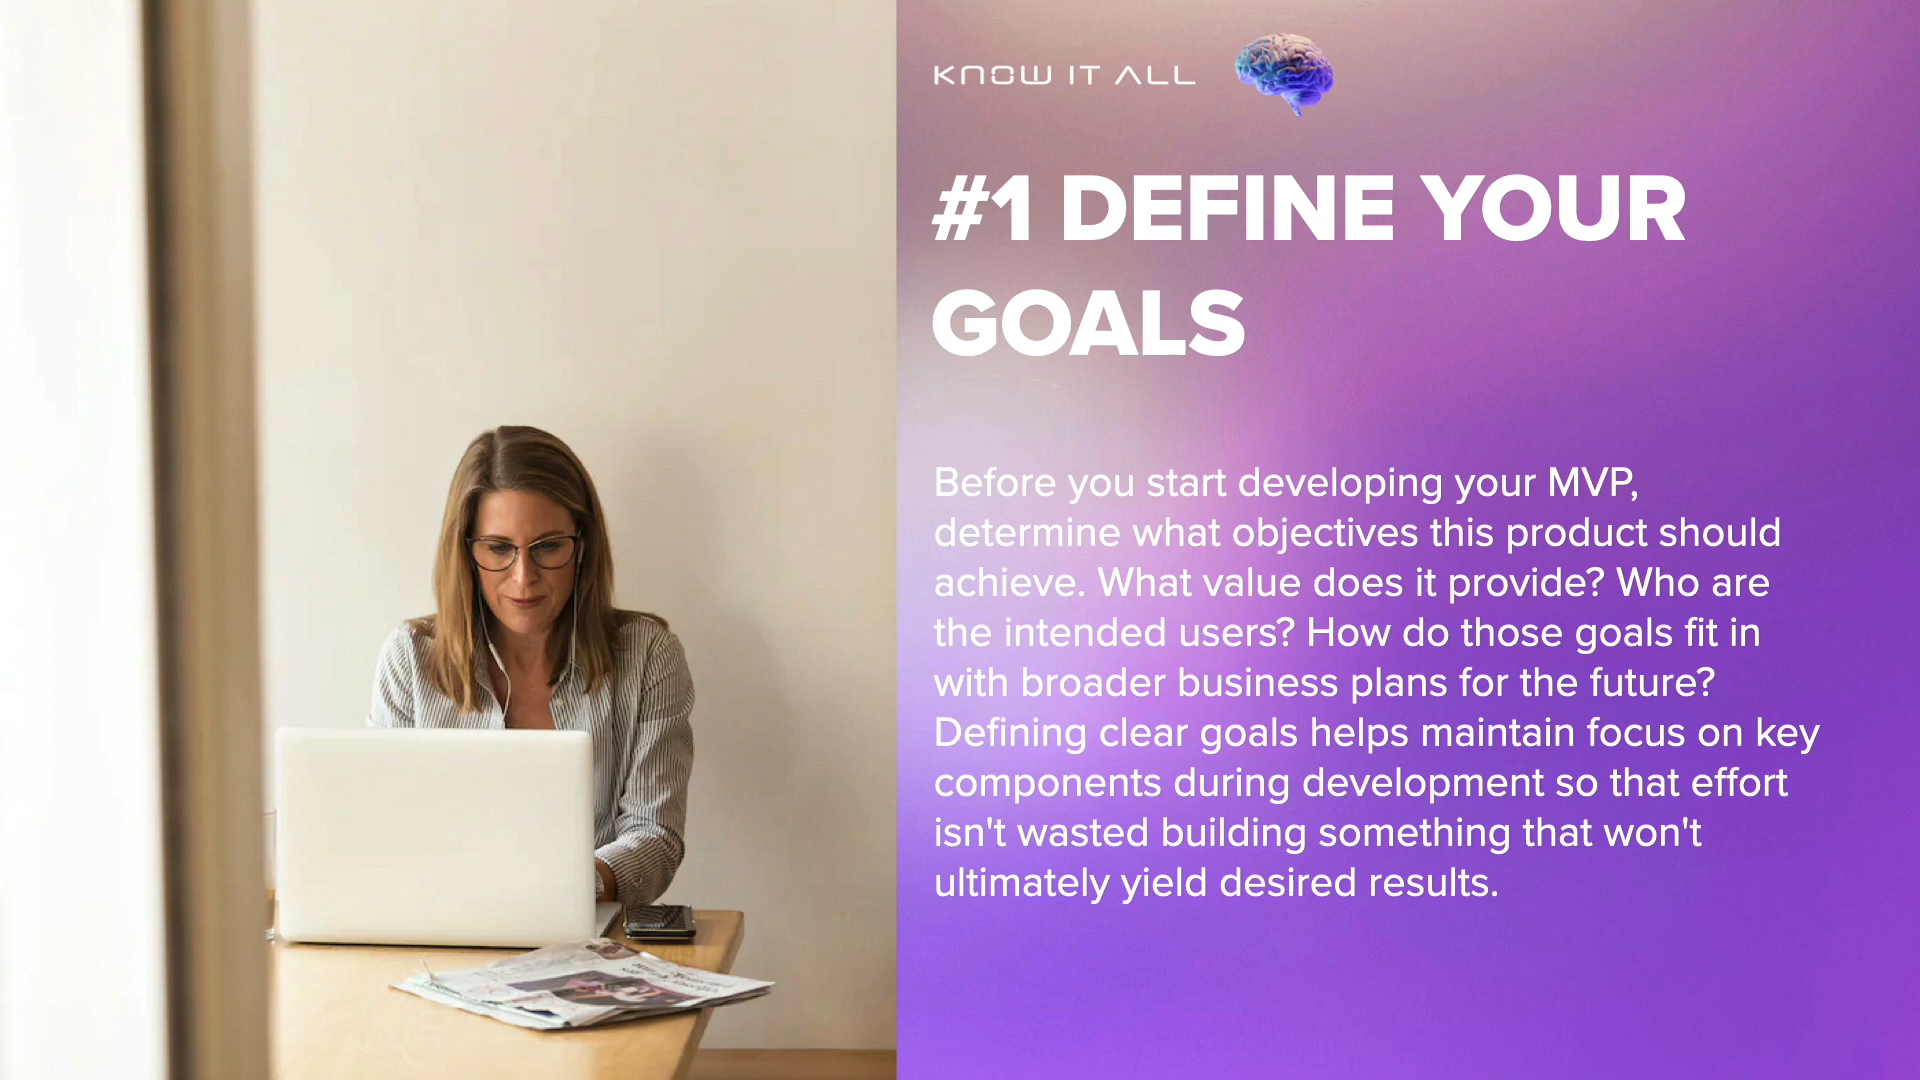 KNOW IT ALL
#1 DEFINE YOUR
GOALS
Before you start developing your MVP,
determine what objectives this product should
achieve. What value does it provide? Who are
the intended users? How do those goals fit in
with broader business plans for the future?
Defining clear goals helps maintain focus on key
components during development so that effort
isn't wasted building something that won't
ultimately yield desired results.